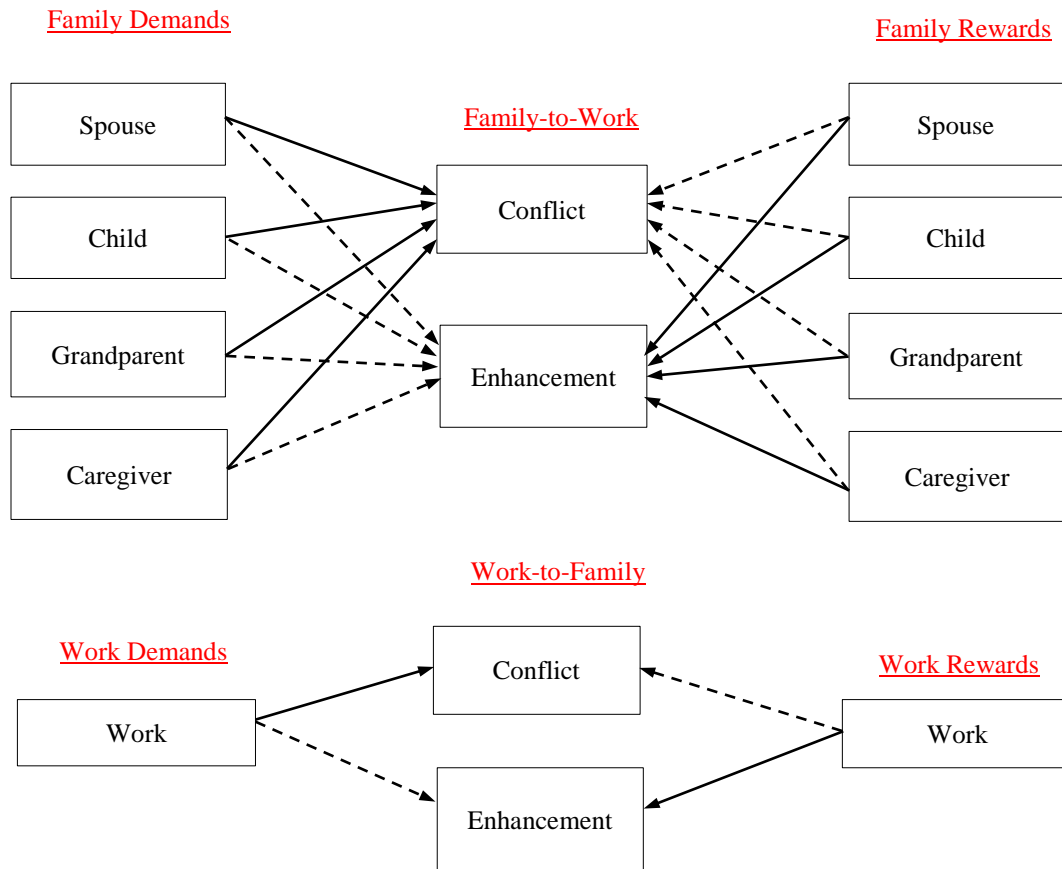 Family Demands
Family Rewards
Family-to-Work
Spouse
Conflict
Spouse
Child
Child
Grandparent
Enhancement
Grandparent
Caregiver
Caregiver
Work-to-Family
Work Demands
Conflict
Work Rewards
Work
Work
Enhancement